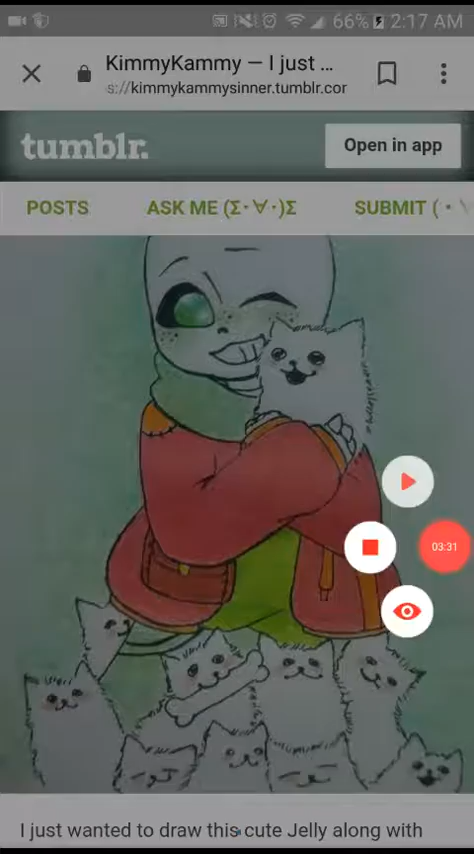 66% 2:17 AM
KimmyKammy — I just ...
s://kimmykammysinner.tumblr.cor
tumblr.
Open in app
POSTS
ASK ME (Σ･∀･)Σ
SUBMIT ( ･
03:31
I just wanted to draw this cute Jelly along with